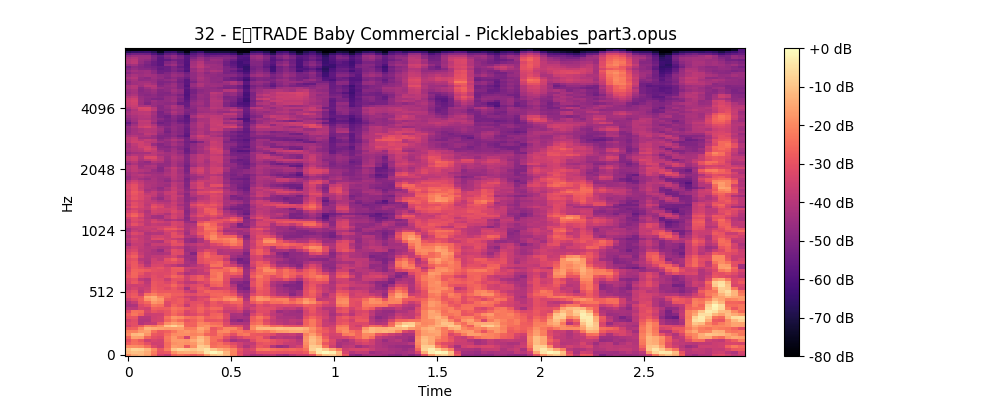 32 - E▯TRADE Baby Commercial - Picklebabies_part3.opus
Hz
4096
2048
1024
512
0
0
0.5
1
1.5
2
2.5
Time
+0 dB
-10 dB
-20 dB
-30 dB
-40 dB
-50 dB
-60 dB
-70 dB
-80 dB